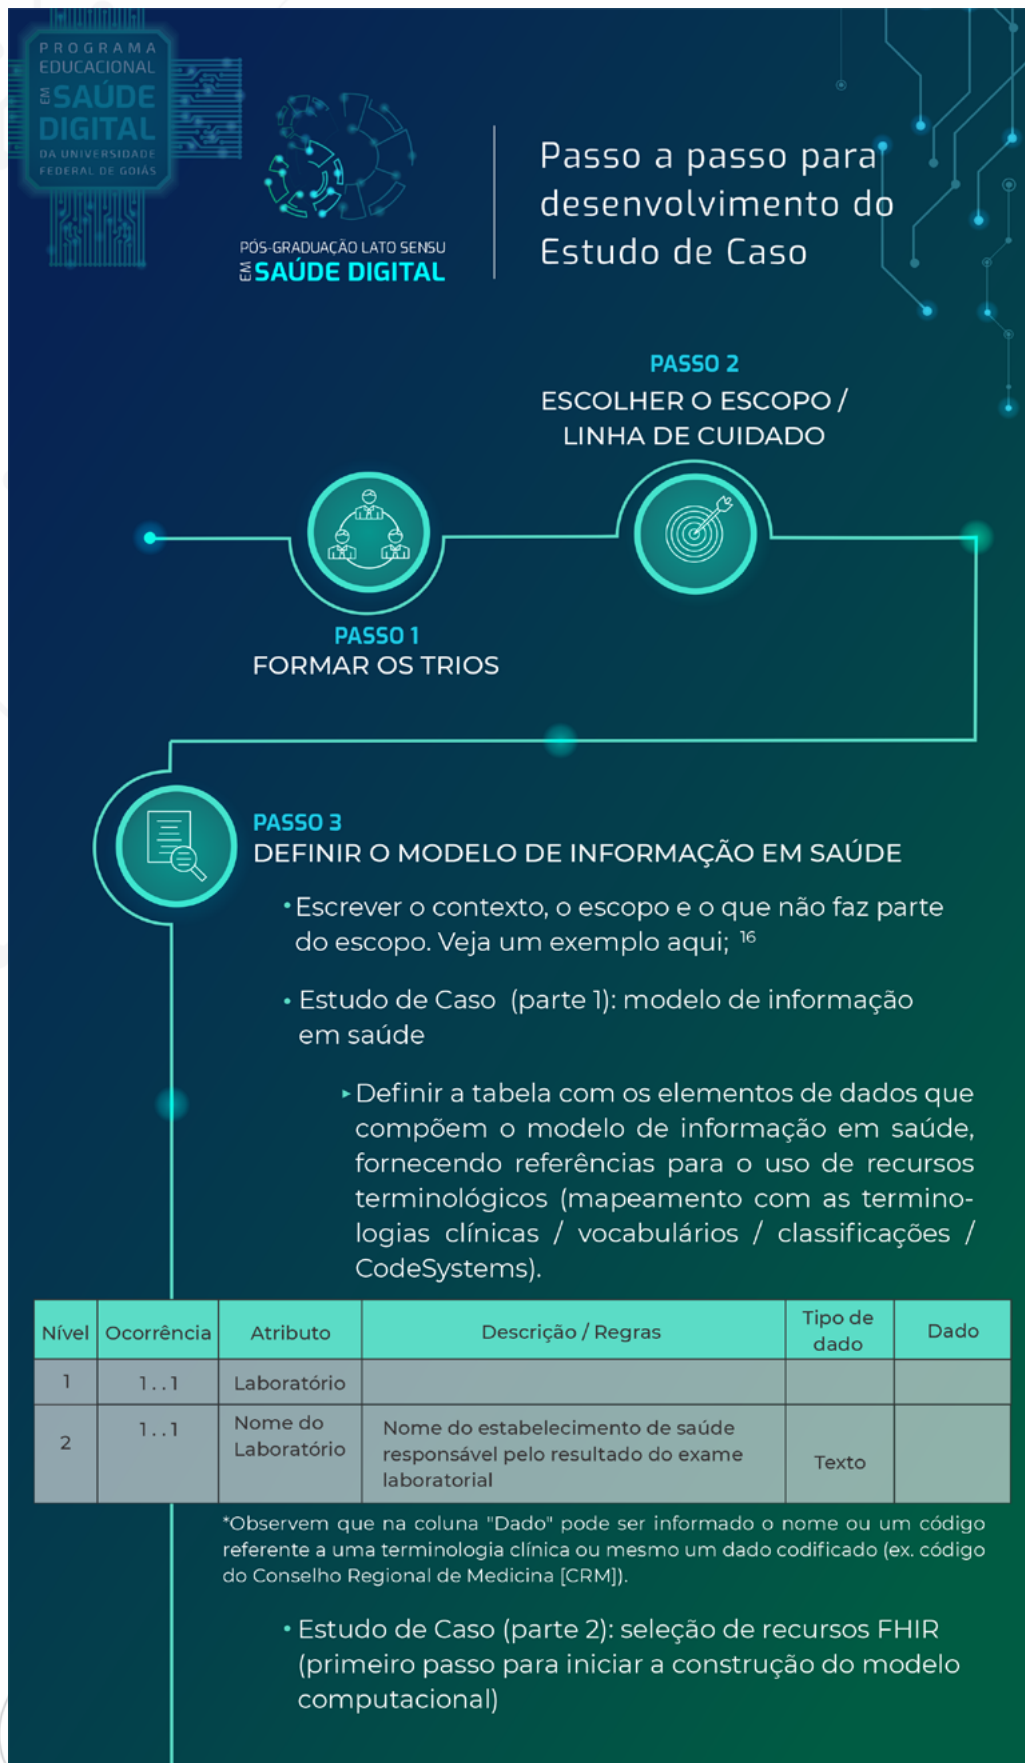 PROGRAMA
EDUCACIONAL
EM SAÚDE
DIGITAL
DA UNIVERSIDADE
FEDERAL DE GOIÁS
PÓS-GRADUAÇÃO LATO SENSU
EM SAÚDE DIGITAL
Passo a passo para
desenvolvimento do
Estudo de Caso
PASSO 2
ESCOLHER O ESCOPO /
LINHA DE CUIDADO
PASSO 1
FORMAR OS TRIOS
PASSO 3
DEFINIR O MODELO DE INFORMAÇÃO EM SAÚDE
• Escrever o contexto, o escopo e o que não faz parte
do escopo. Veja um exemplo aqui; 16
• Estudo de Caso (parte 1): modelo de informação
em saúde
▸ Definir a tabela com os elementos de dados que
compõem o modelo de informação em saúde,
fornecendo referências para o uso de recursos
terminológicos (mapeamento com as termino-
logias clínicas / vocabulários / classificações /
CodeSystems).
Nível Ocorrência Atributo Descrição / Regras Tipo de dado Dado
1 1..1 Laboratório
2 1..1 Nome do Laboratório Nome do estabelecimento de saúde
responsável pelo resultado do exame
laboratorial Texto
*Observem que na coluna "Dado" pode ser informado o nome ou um código
referente a uma terminologia clínica ou mesmo um dado codificado (ex. código
do Conselho Regional de Medicina [CRM]).
• Estudo de Caso (parte 2): seleção de recursos FHIR
(primeiro passo para iniciar a construção do modelo
computacional)